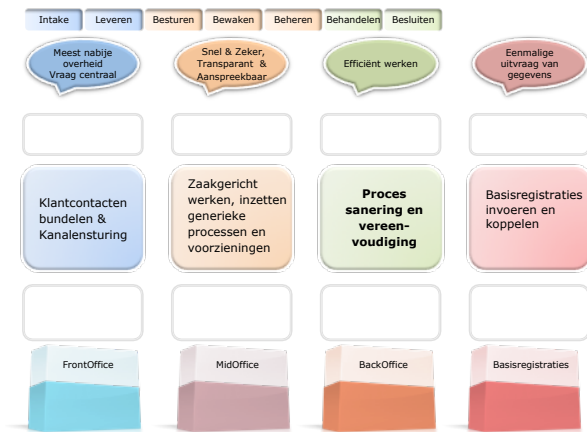 Intake Leveren Besturen Bewaken Beheren Behandelen Besluiten
Meest nabije
overheid
Vraag centraal
Snel & Zeker,
Transparant &
Aanspreekbaar
Efficiënt werken
Eenmalige
uitvraag van
gegevens
Klantcontacten
bundelen &
Kanalensturing
Zaakgericht
werken, inzetten
generieke
processen en
voorzieningen
Proces
sanering en
vereen-
voudiging
Basisregistraties
invoeren en
koppelen
FrontOffice
MidOffice
BackOffice
Basisregistraties